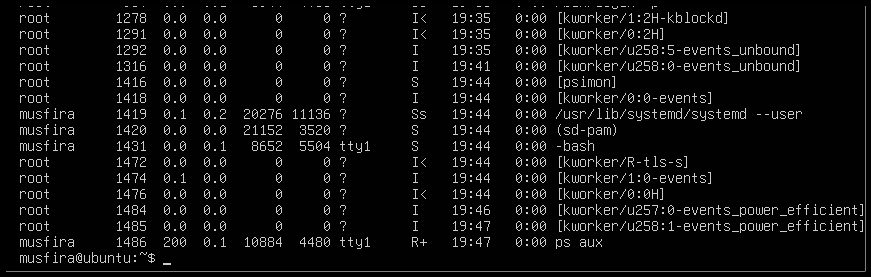 root 1278 0.0 0.0 0 0 ? I< 19:35 0:00 [kworker/1:2H-kblockd]
root 1291 0.0 0.0 0 0 ? I< 19:35 0:00 [kworker/0:2H]
root 1292 0.0 0.0 0 0 ? I 19:35 0:00 [kworker/u258:5-events_unbound]
root 1316 0.0 0.0 0 0 ? I 19:41 0:00 [kworker/u258:0-events_unbound]
root 1416 0.0 0.0 0 0 ? S 19:44 0:00 [psimon]
root 1418 0.0 0.0 0 0 ? I 19:44 0:00 [kworker/0:0-events]
musfira 1419 0.1 0.2 20276 11136 ? Ss 19:44 0:00 /usr/lib/systemd/systemd --user
musfira 1420 0.0 0.0 21152 3520 ? S 19:44 0:00 (sd-pam)
musfira 1431 0.0 0.1 8652 5504 tty1 S 19:44 0:00 -bash
root 1472 0.0 0.0 0 0 ? I< 19:44 0:00 [kworker/R-tls-s]
root 1474 0.1 0.0 0 0 ? I 19:44 0:00 [kworker/1:0-events]
root 1476 0.0 0.0 0 0 ? I< 19:44 0:00 [kworker/0:0H]
root 1484 0.0 0.0 0 0 ? I 19:46 0:00 [kworker/u257:0-events_power_efficient]
root 1485 0.0 0.0 0 0 ? I 19:47 0:00 [kworker/u258:1-events_power_efficient]
musfira 1486 200 0.1 10884 4480 tty1 R+ 19:47 0:00 ps aux
musfira@ubuntu:~$ _